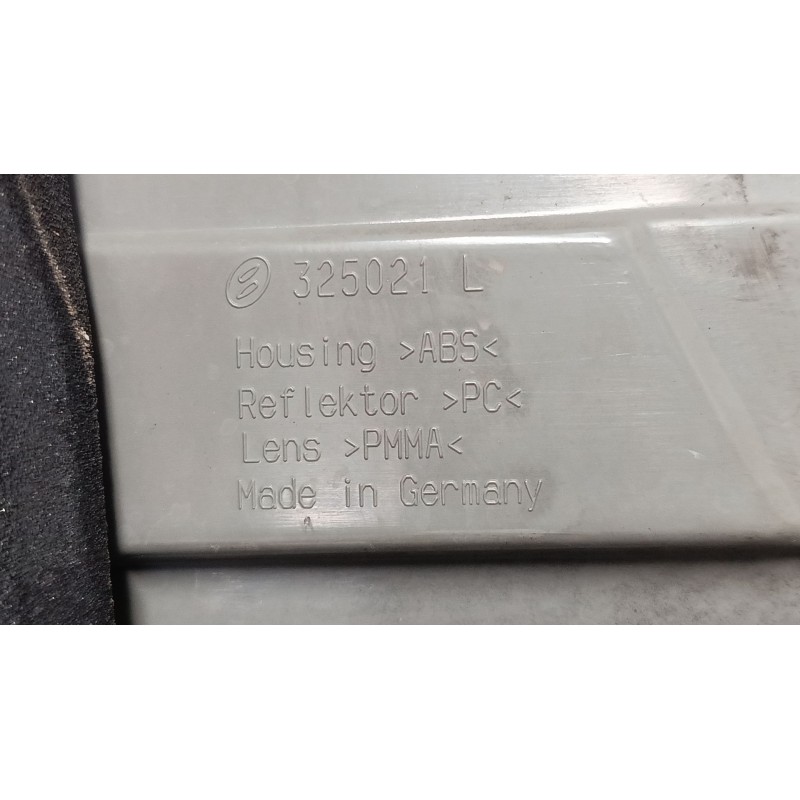 325021 L
Housing >ABS<
Reflektor >PC<
Lens >PMMA<
Made in Germany